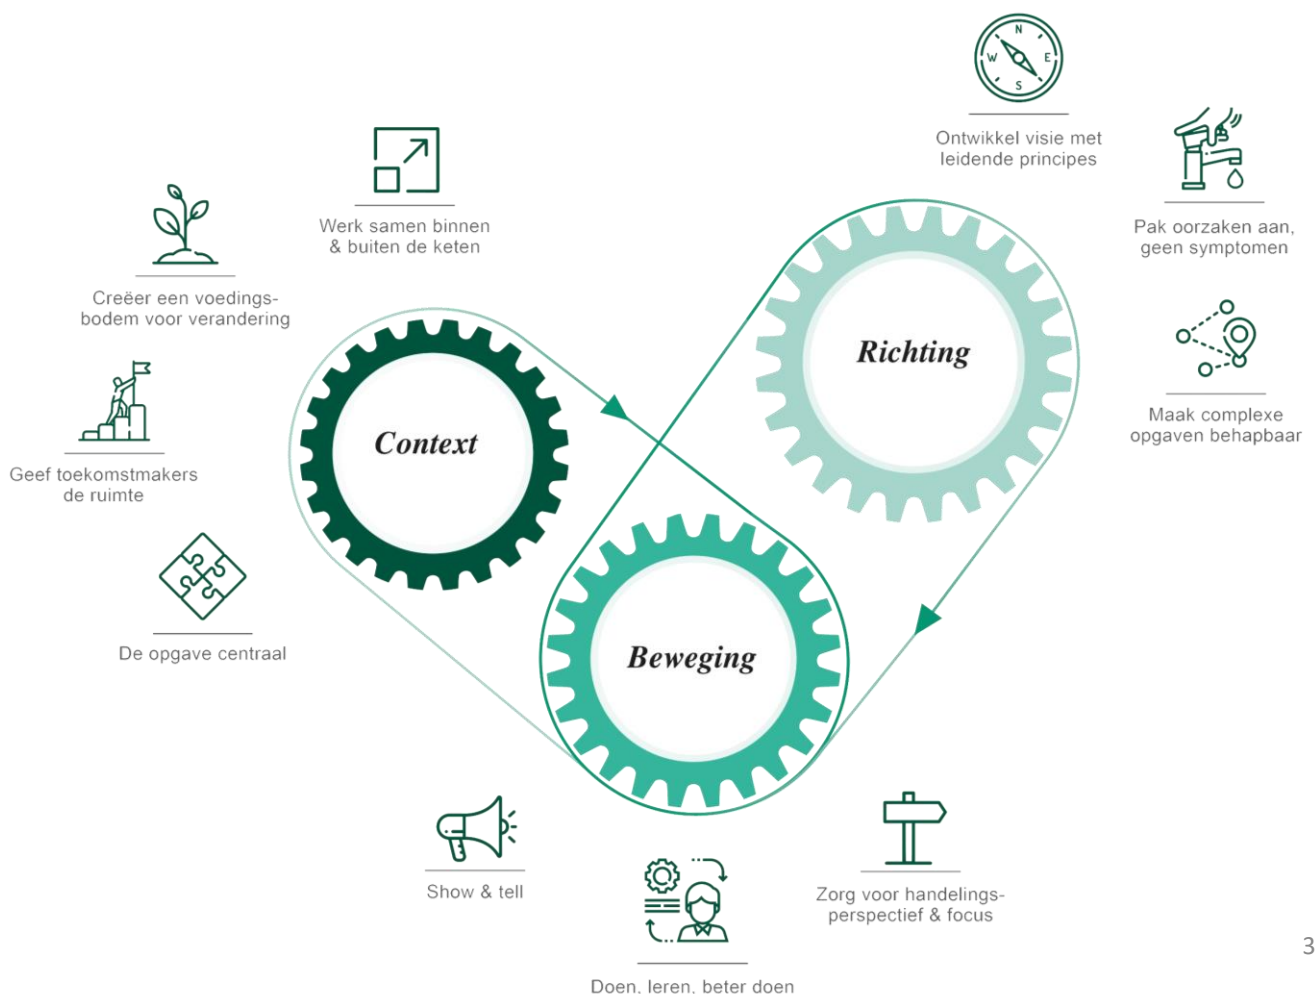 N
W
E
S
Ontwikkel visie met
leidende principes
Werk samen binnen
& buiten de keten
Pak oorzaken aan,
geen symptomen
Creëer een voedings-
bodem voor verandering
Richting
Context
Maak complexe
opgaven behapbaar
Geef toekomstmakers
de ruimte
De opgave centraal
Beweging
Show & tell
Zorg voor handelings-
perspectief & focus
Doen, leren, beter doen
3